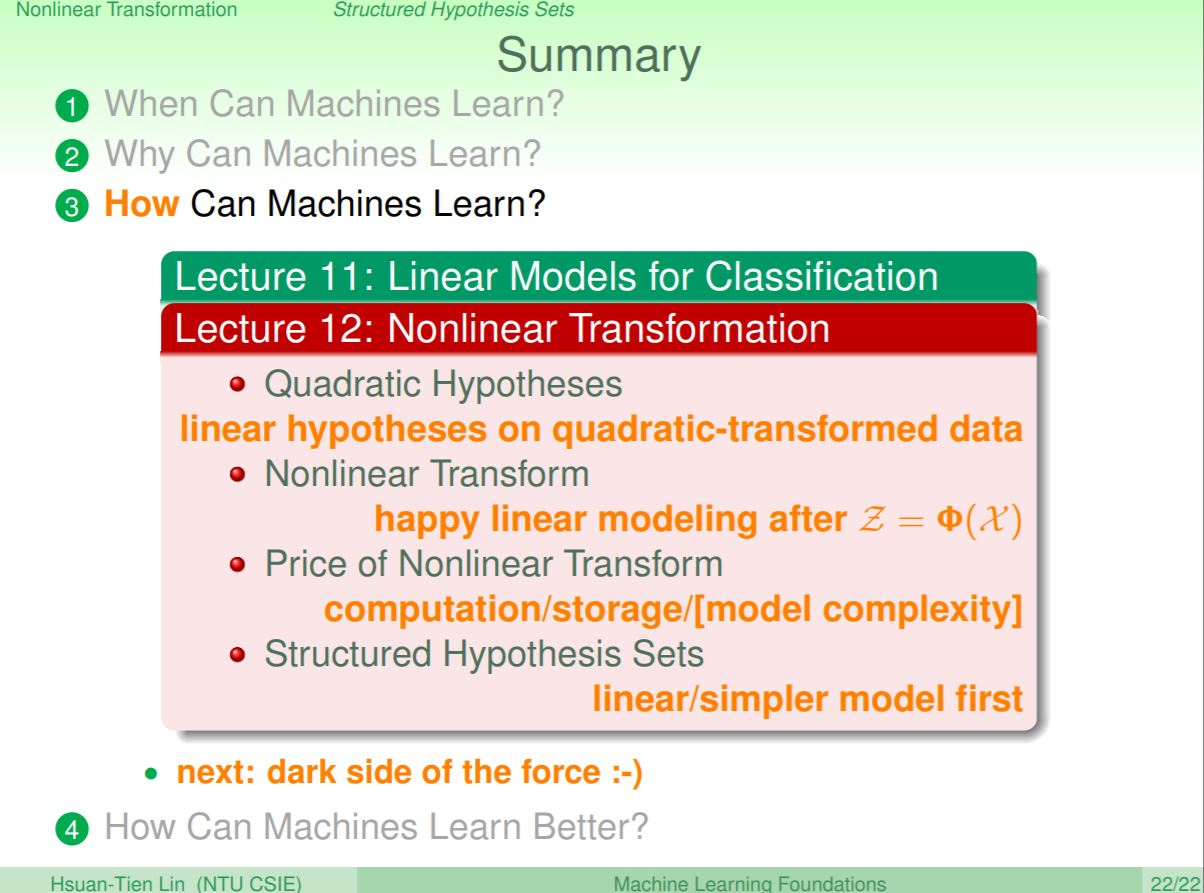 Nonlinear Transformation Structured Hypothesis Sets
Summary
1 When Can Machines Learn?
2 Why Can Machines Learn?
3 How Can Machines Learn?
Lecture 11: Linear Models for Classification
Lecture 12: Nonlinear Transformation
• Quadratic Hypotheses
linear hypotheses on quadratic-transformed data
• Nonlinear Transform
happy linear modeling after 𝒵 = Φ(𝒳)
• Price of Nonlinear Transform
computation/storage/[model complexity]
• Structured Hypothesis Sets
linear/simpler model first
• next: dark side of the force :-)
4 How Can Machines Learn Better?
Hsuan-Tien Lin (NTU CSIE) Machine Learning Foundations 22/22